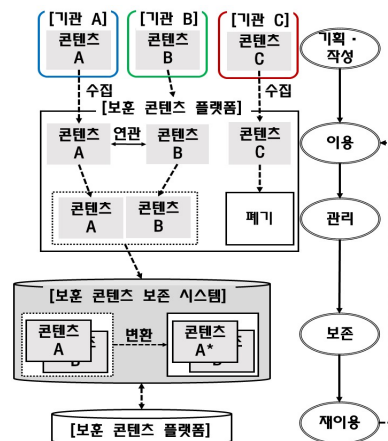 [기관 A] [기관 B] [기관 C]
콘텐츠
A
콘텐츠
B
콘텐츠
C
기획·
작성
수집
수집
[보훈 콘텐츠 플랫폼]
콘텐츠
A
연관
콘텐츠
B
콘텐츠
C
이용
콘텐츠
A
콘텐츠
B
폐기
관리
[보훈 콘텐츠 보존 시스템]
콘텐츠
A
B
변환
콘텐츠
A*
B
보존
[보훈 콘텐츠 플랫폼]
재이용